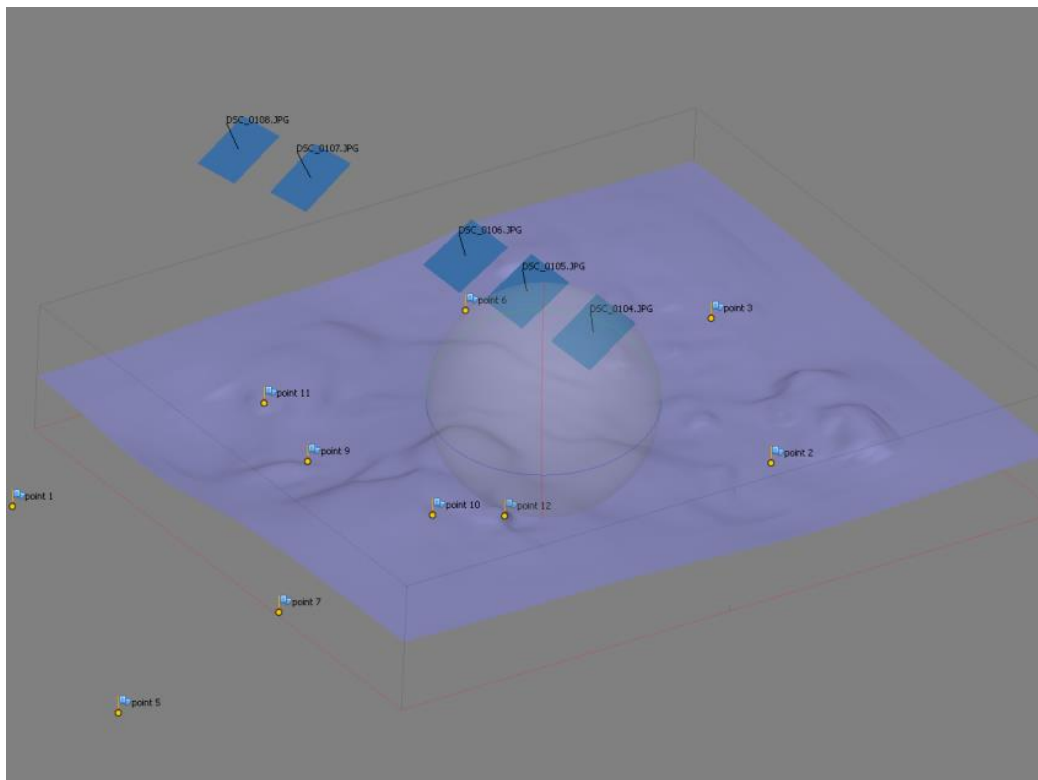 DSC_0108.JPG
DSC_0107.JPG
DSC_0106.JPG
DSC_0105.JPG
point 6
DSC_0104.JPG
point 3
point 11
point 9
point 2
point 1
point 10
point 12
point 7
point 5